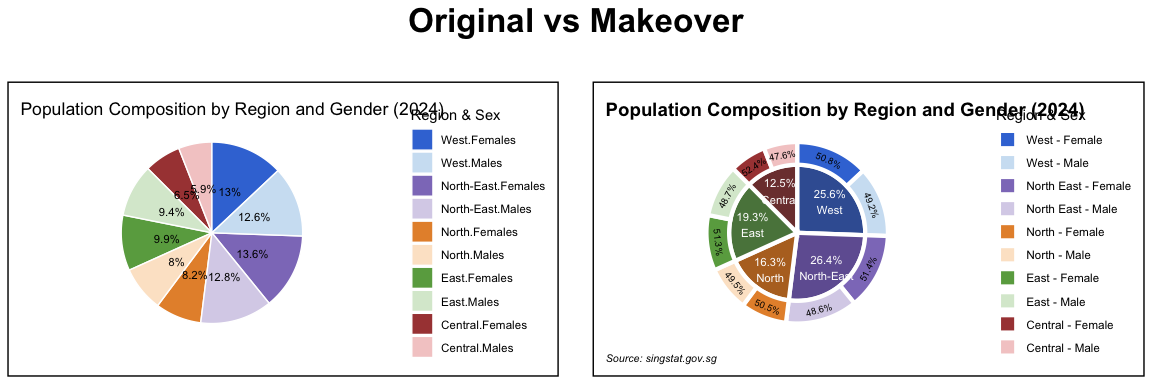 Original vs Makeover
Population Composition by Region and Gender (2024)
Region & Sex
West.Females
West.Males
North-East.Females
North-East.Males
North.Females
North.Males
East.Females
East.Males
Central.Females
Central.Males
13%
12.6%
13.6%
12.8%
8.2%
8%
9.9%
9.4%
6.5%
5.9%
Population Composition by Region and Gender (2024)
Region & Sex
West - Female
West - Male
North East - Female
North East - Male
North - Female
North - Male
East - Female
East - Male
Central - Female
Central - Male
50.8%
49.2%
51.4%
48.6%
50.5%
49.5%
51.3%
48.7%
52.4%
47.6%
25.6%
West
26.4%
North-East
16.3%
North
19.3%
East
12.5%
Central
Source: singstat.gov.sg